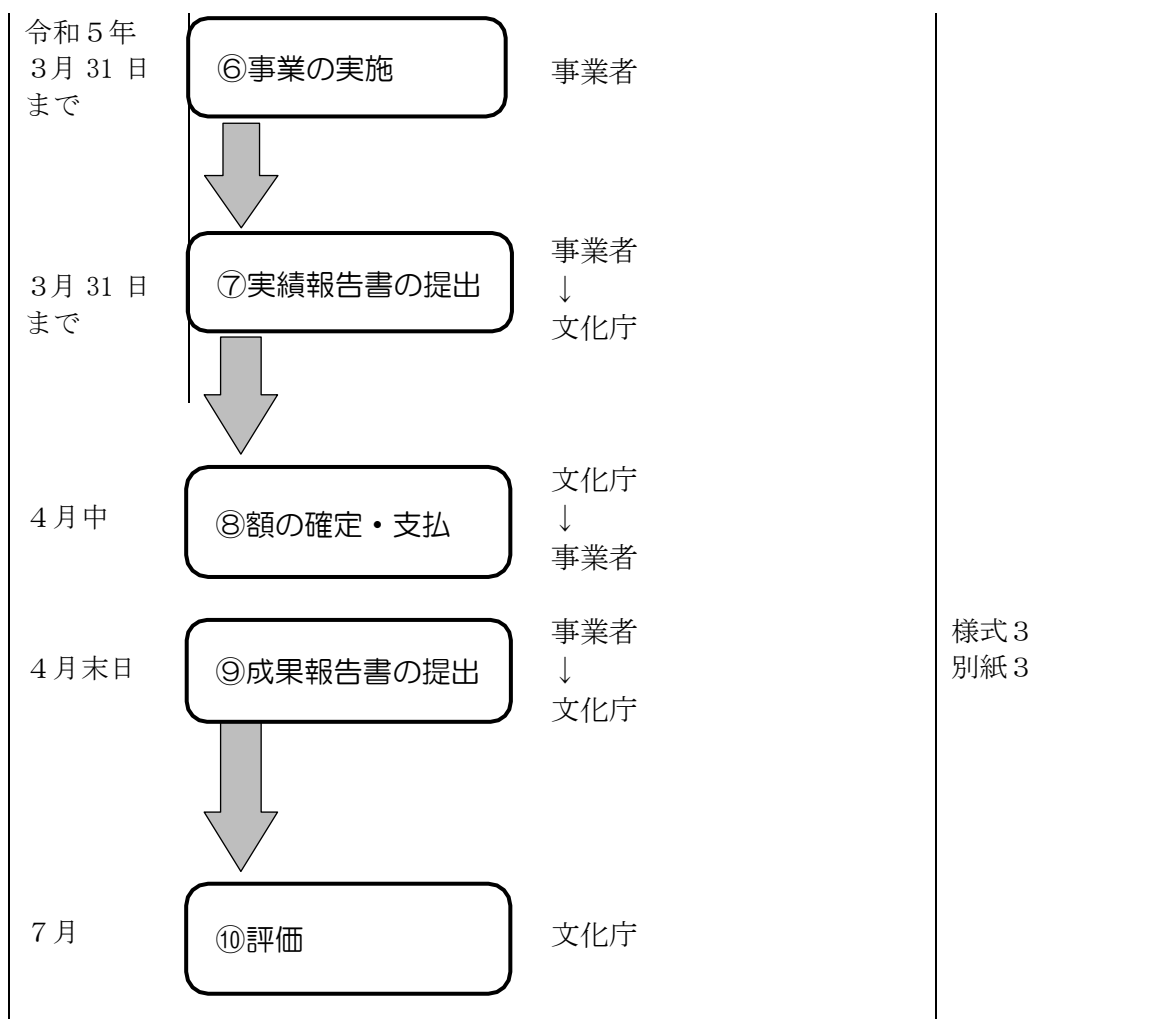 令和５年
３月 31 日
まで
⑥事業の実施
事業者
３月 31 日
まで
⑦実績報告書の提出
事業者
↓
文化庁
４月中
⑧額の確定・支払
文化庁
↓
事業者
４月末日
⑨成果報告書の提出
事業者
↓
文化庁
様式３
別紙３
７月
⑩評価
文化庁